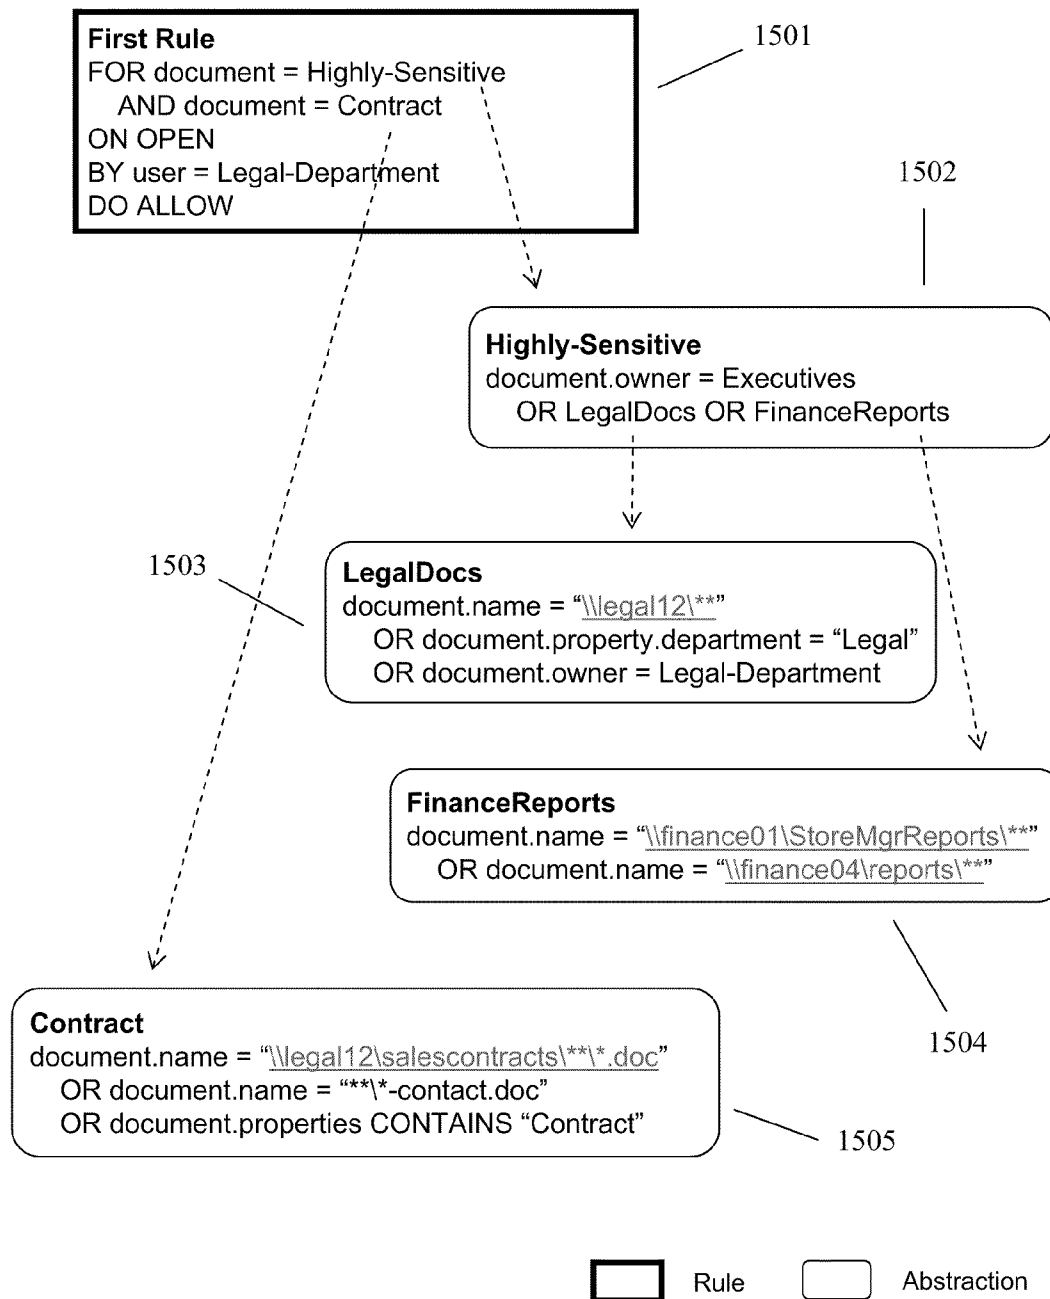 First Rule
FOR document = Highly-Sensitive
AND document = Contract
ON OPEN
BY user = Legal-Department
DO ALLOW
1501
1502
Highly-Sensitive
document.owner = Executives
OR LegalDocs OR FinanceReports
1503
LegalDocs
document.name = “\\legal12\**”
OR document.property.department = “Legal”
OR document.owner = Legal-Department
FinanceReports
document.name = “\\finance01\StoreMgrReports\**”
OR document.name = “\\finance04\reports\**”
1504
Contract
document.name = “\\legal12\salescontracts\**\*.doc”
OR document.name = “**\*-contact.doc”
OR document.properties CONTAINS “Contract”
1505
Rule
Abstraction